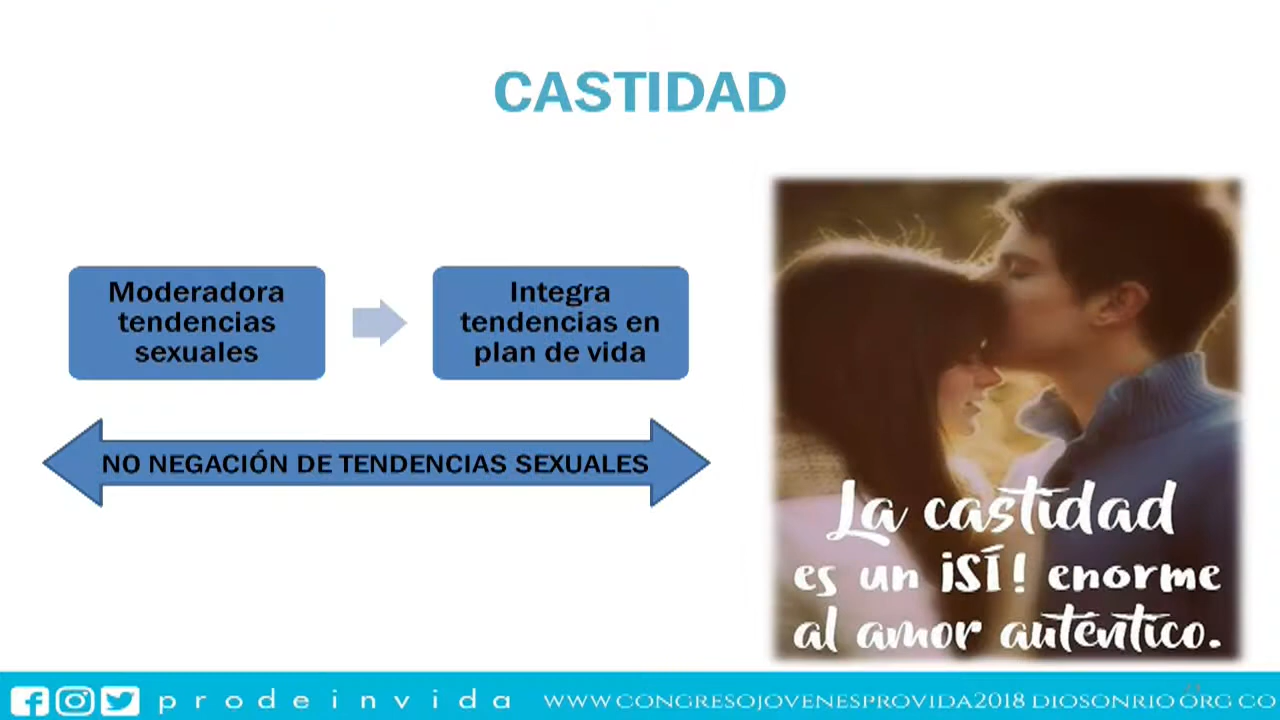 CASTIDAD
Moderadora
tendencias
sexuales
Integra
tendencias en
plan de vida
NO NEGACIÓN DE TENDENCIAS SEXUALES
La castidad
es un ¡SÍ! enorme
al amor auténtico.
prodeinvida
WWW.CONGRESOJOVENESPROVIDA2018 DIOSONRIO ORG CO